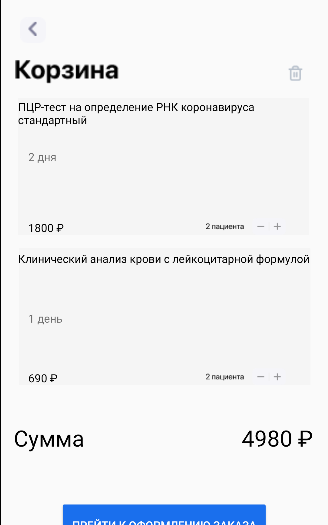 Корзина
ПЦР-тест на определение РНК коронавируса
стандартный
2 дня
1800 ₽
2 пациента
Клинический анализ крови с лейкоцитарной формулой
1 день
690 ₽
2 пациента
Сумма
4980 ₽
ПРЕЙТИ К ОФОРМЛЕНИЮ ЗАКАЗА